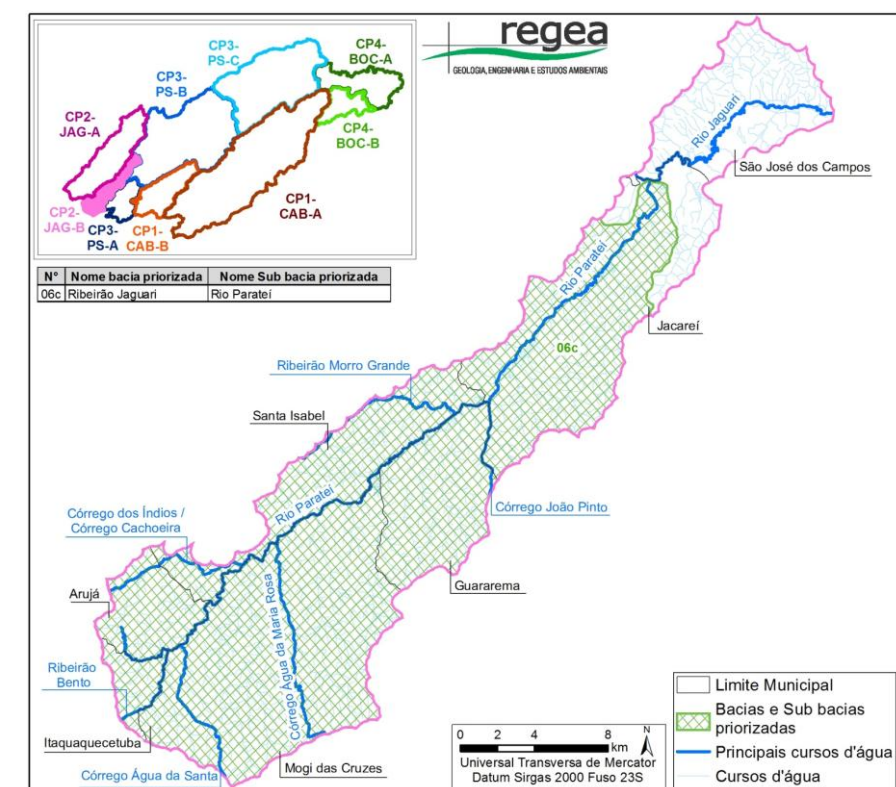 CP3-
PS-C
CP4-
BOC-A
CP3-
PS-B
CP2-
JAG-A
CP4-
BOC-B
CP1-
CAB-A
CP2-
JAG-B
CP3-
PS-A
CP1-
CAB-B
regea
GEOLOGIA, ENGENHARIA E ESTUDOS AMBIENTAIS
N° Nome bacia priorizada Nome Sub bacia priorizada
06c Ribeirão Jaguari Rio Parateí
Rio Jaguari
São José dos Campos
Rio Parateí
Jacareí
06c
Ribeirão Morro Grande
Santa Isabel
Rio Parateí
Córrego dos Índios /
Córrego Cachoeira
Córrego João Pinto
Guararema
Arujá
Córrego Água da Maria Rosa
Ribeirão
Bento
Itaquaquecetuba
Córrego Água da Santa
Mogi das Cruzes
0 2 4 8
km
N
Universal Transversa de Mercator
Datum Sirgas 2000 Fuso 23S
Limite Municipal
Bacias e Sub bacias
priorizadas
Principais cursos d'água
Cursos d'água